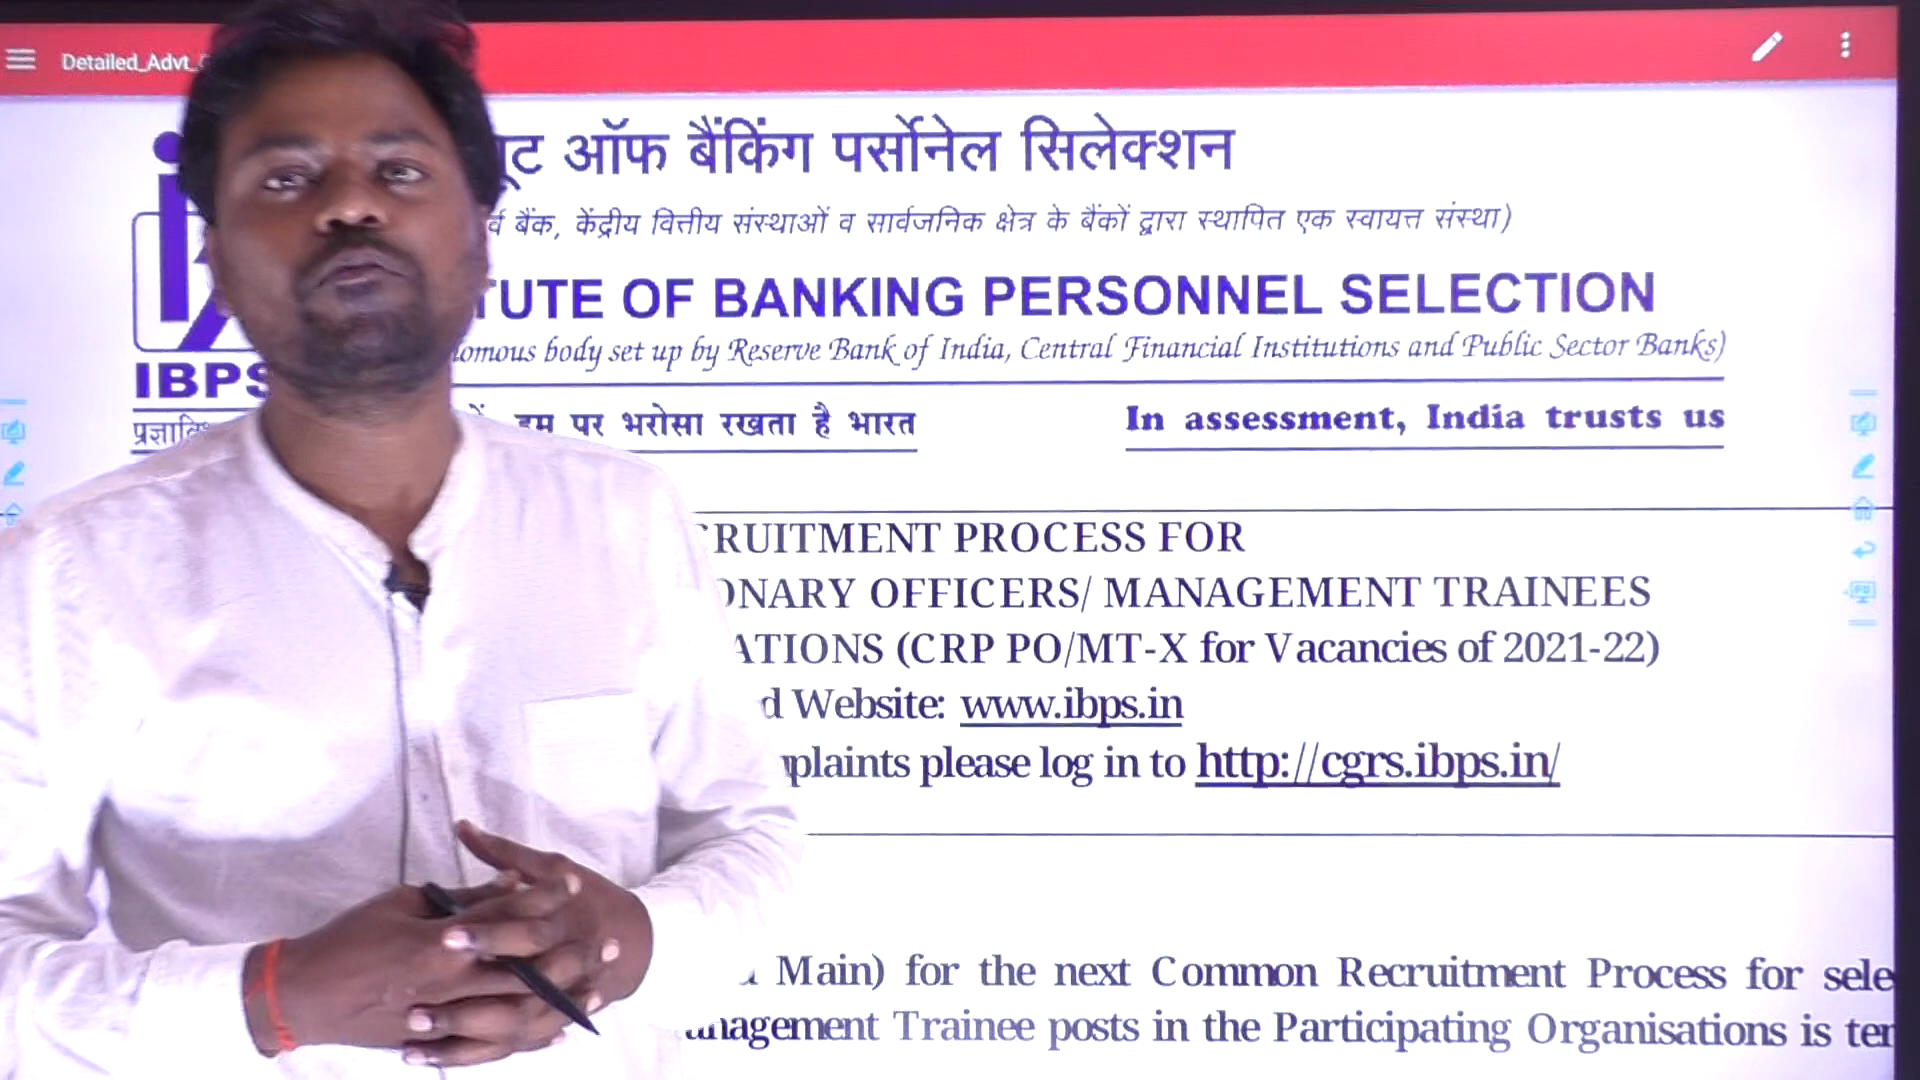 Detailed_Advt_
ऑफ बैंकिंग पर्सोनेल सिलेक्शन
बैंक, केंद्रीय वित्तीय संस्थाओं व सार्वजनिक क्षेत्र के बैंकों द्वारा स्थापित एक स्वायत्त संस्था)
TUTE OF BANKING PERSONNEL SELECTION
omous body set up by Reserve Bank of India, Central Financial Institutions and Public Sector Banks)
IBPS
पर भरोसा रखता है भारत
In assessment, India trusts us
RUITMENT PROCESS FOR
ONARY OFFICERS/ MANAGEMENT TRAINEES
ATIONS (CRP PO/MT-X for Vacancies of 2021-22)
d Website: www.ibps.in
plaints please log in to http://cgrs.ibps.in/
Main) for the next Common Recruitment Process for sele
nagement Trainee posts in the Participating Organisations is ter